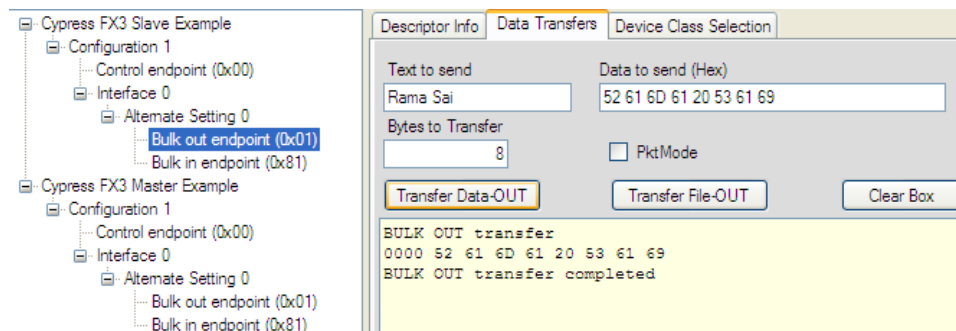 Cypress FX3 Slave Example
Configuration 1
Control endpoint (0x00)
Interface 0
Alternate Setting 0
Bulk out endpoint (0x01)
Bulk in endpoint (0x81)
Cypress FX3 Master Example
Configuration 1
Control endpoint (0x00)
Interface 0
Alternate Setting 0
Bulk out endpoint (0x01)
Bulk in endpoint (0x81)
Descriptor Info Data Transfers Device Class Selection
Text to send Data to send (Hex)
Rama Sai 52 61 6D 61 20 53 61 69
Bytes to Transfer
8 PktMode
Transfer Data-OUT Transfer File-OUT Clear Box
BULK OUT transfer
0000 52 61 6D 61 20 53 61 69
BULK OUT transfer completed